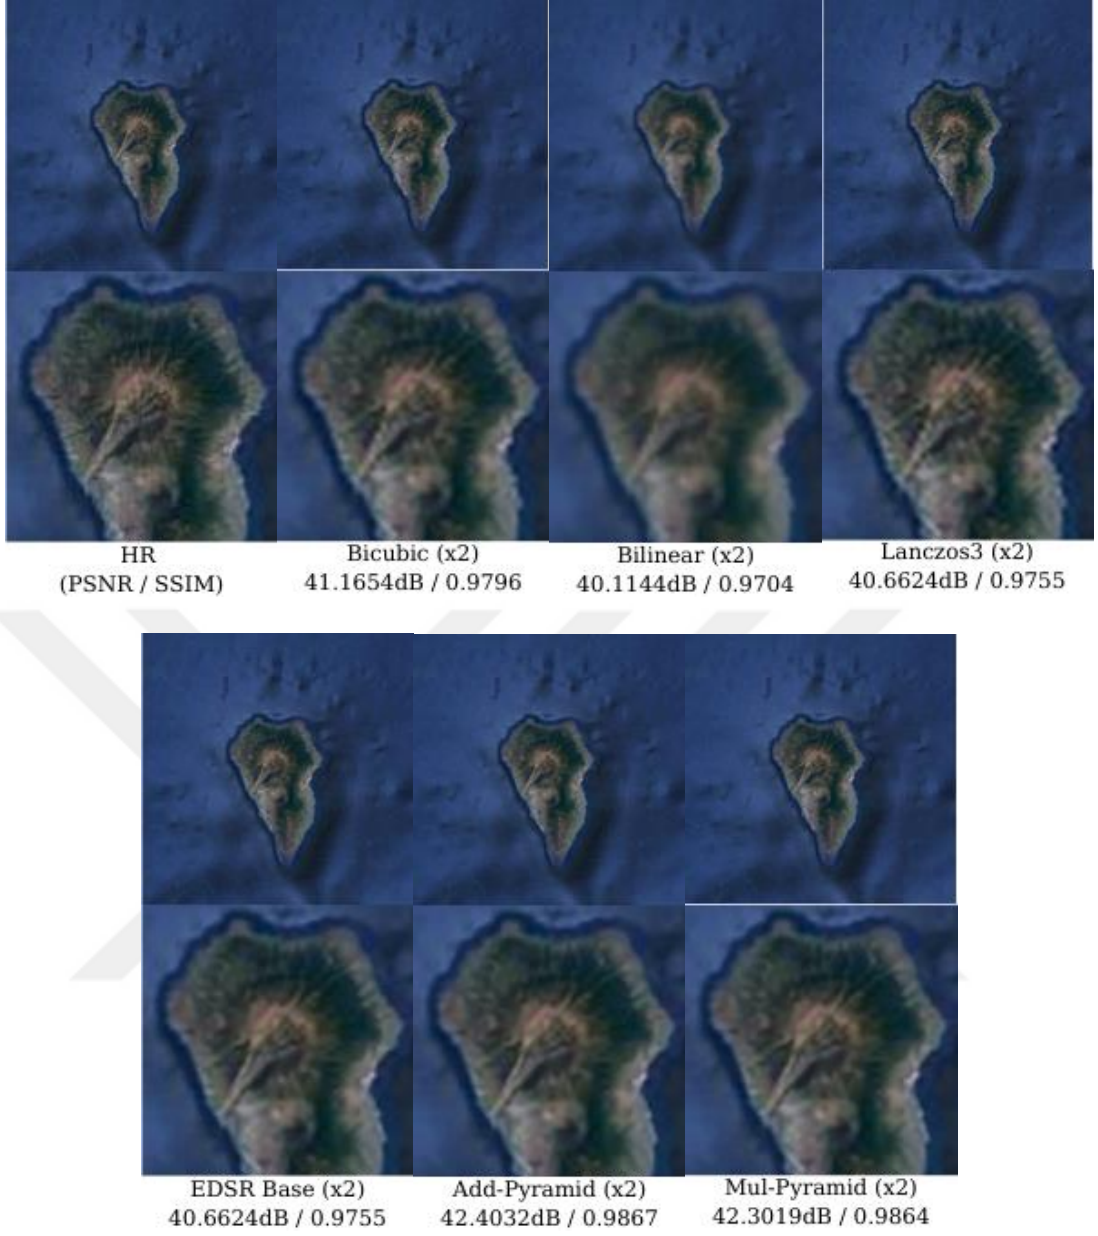 HR
(PSNR / SSIM)
Bicubic (x2)
41.1654dB / 0.9796
Bilinear (x2)
40.1144dB / 0.9704
Lanczos3 (x2)
40.6624dB / 0.9755
EDSR Base (x2)
40.6624dB / 0.9755
Add-Pyramid (x2)
42.4032dB / 0.9867
Mul-Pyramid (x2)
42.3019dB / 0.9864